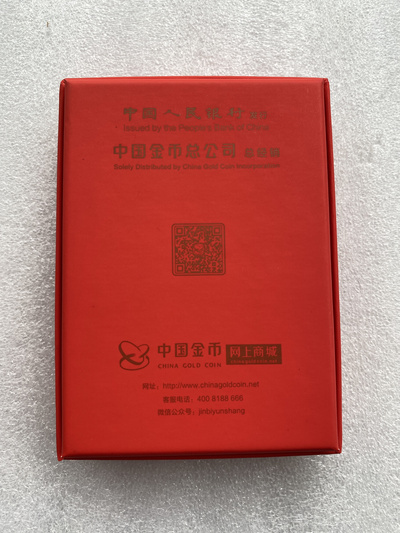 中国人民银行 发行
Issued by the People's Bank of China
中国金币总公司 总经销
Solely Distributed by China Gold Coin Incorporation
中国金币 网上商城
CHINA GOLD COIN
网址：http://www.chinagoldcoin.net
客服电话：400 8188 688
微信公众号：jinbiyunshang